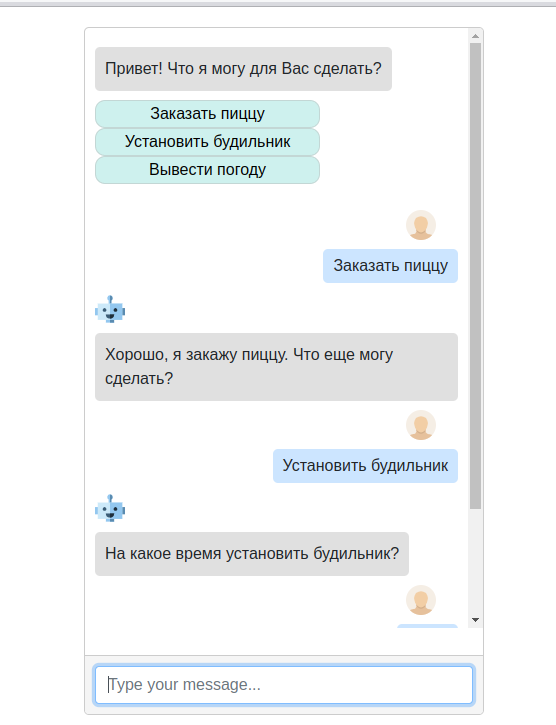 Привет! Что я могу для Вас сделать?
Заказать пиццу
Установить будильник
Вывести погоду
Заказать пиццу
Хорошо, я закажу пиццу. Что еще могу
сделать?
Установить будильник
На какое время установить будильник?
Type your message...